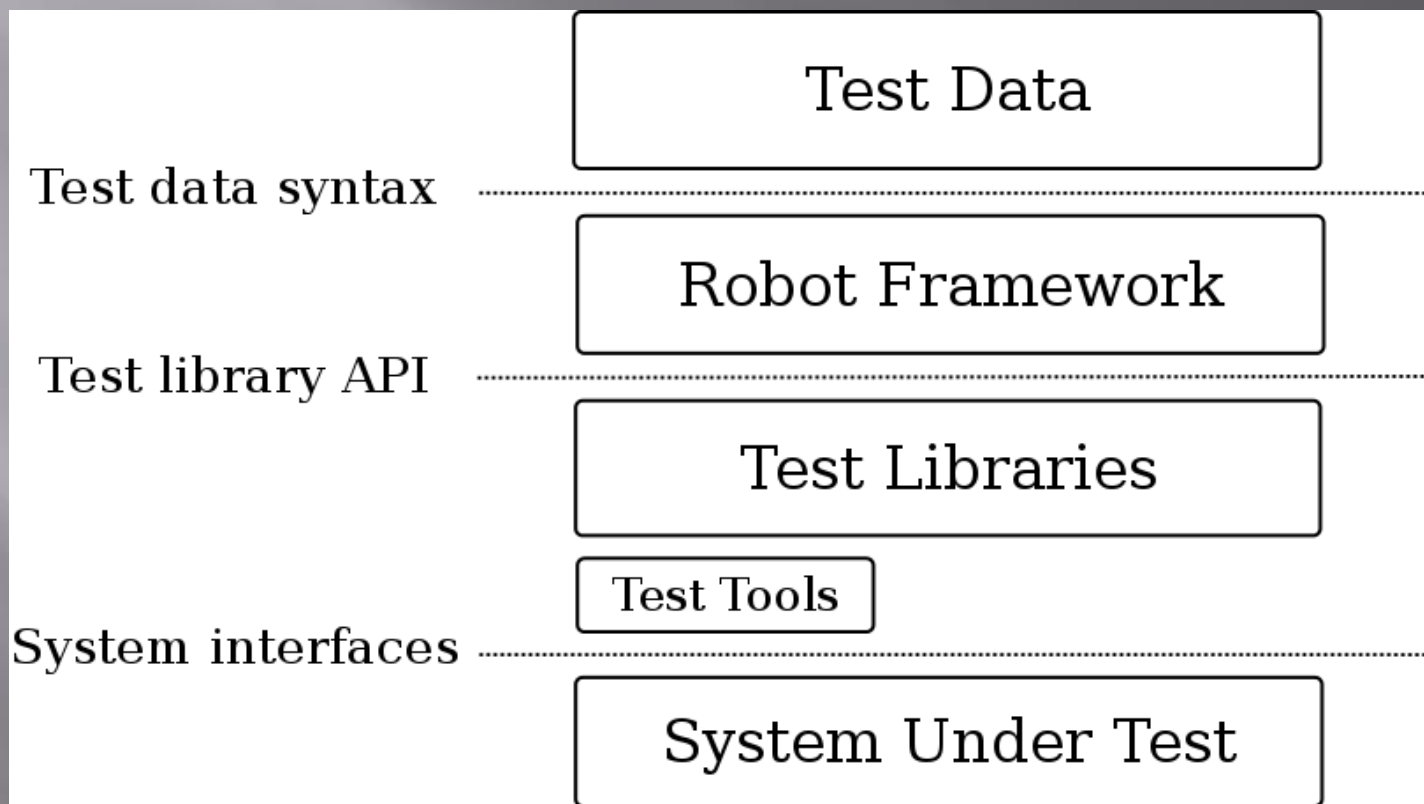 Test Data
Test data syntax
Robot Framework
Test library API
Test Libraries
Test Tools
System interfaces
System Under Test